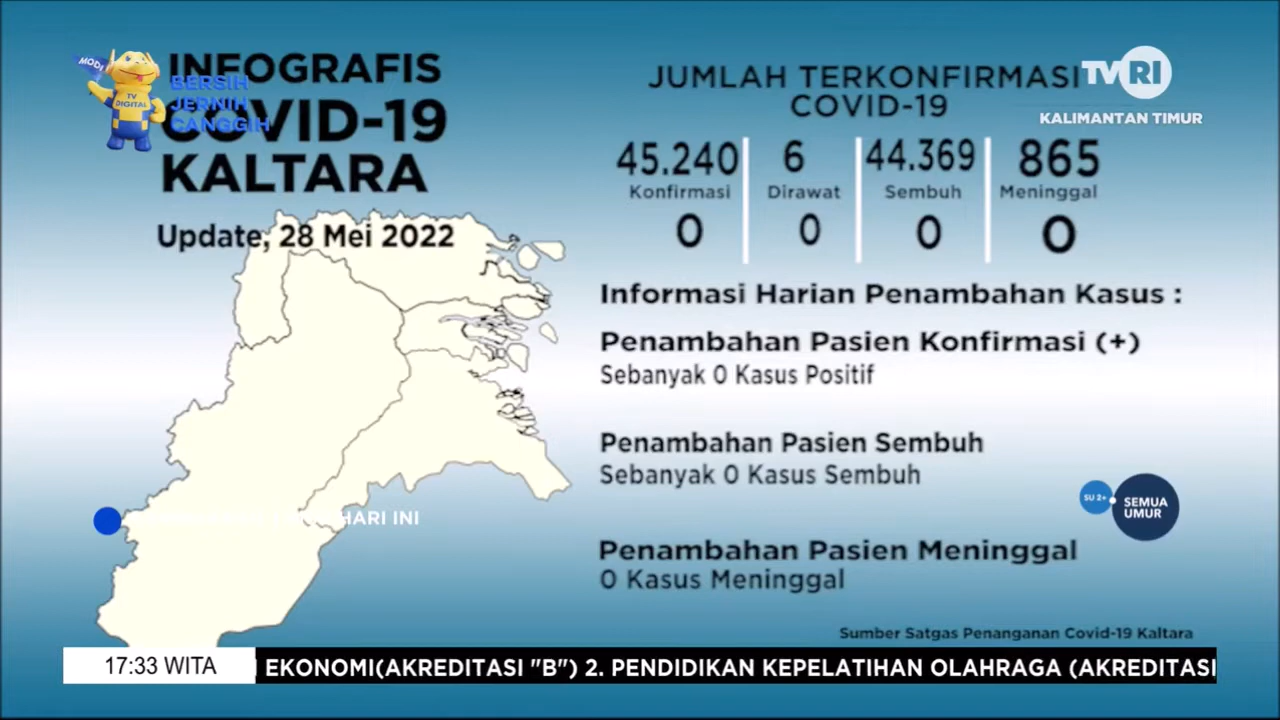 MODI
TV
DIGITAL
BERSIH
JERNIH
CANGGIH
INFOGRAFIS
COVID-19
KALTARA
Update, 28 Mei 2022
JUMLAH TERKONFIRMASI
COVID-19
TVRI
KALIMANTAN TIMUR
45.240 6 44.369 865
Konfirmasi Dirawat Sembuh Meninggal
0 0 0 0
Informasi Harian Penambahan Kasus :
Penambahan Pasien Konfirmasi (+)
Sebanyak 0 Kasus Positif
Penambahan Pasien Sembuh
Sebanyak 0 Kasus Sembuh
SU 2+
SEMUA
UMUR
HARI INI
Penambahan Pasien Meninggal
0 Kasus Meninggal
Sumber Satgas Penanganan Covid-19 Kaltara
17:33 WITA
EKONOMI(AKREDITASI "B") 2. PENDIDIKAN KEPELATIHAN OLAHRAGA (AKREDITASI